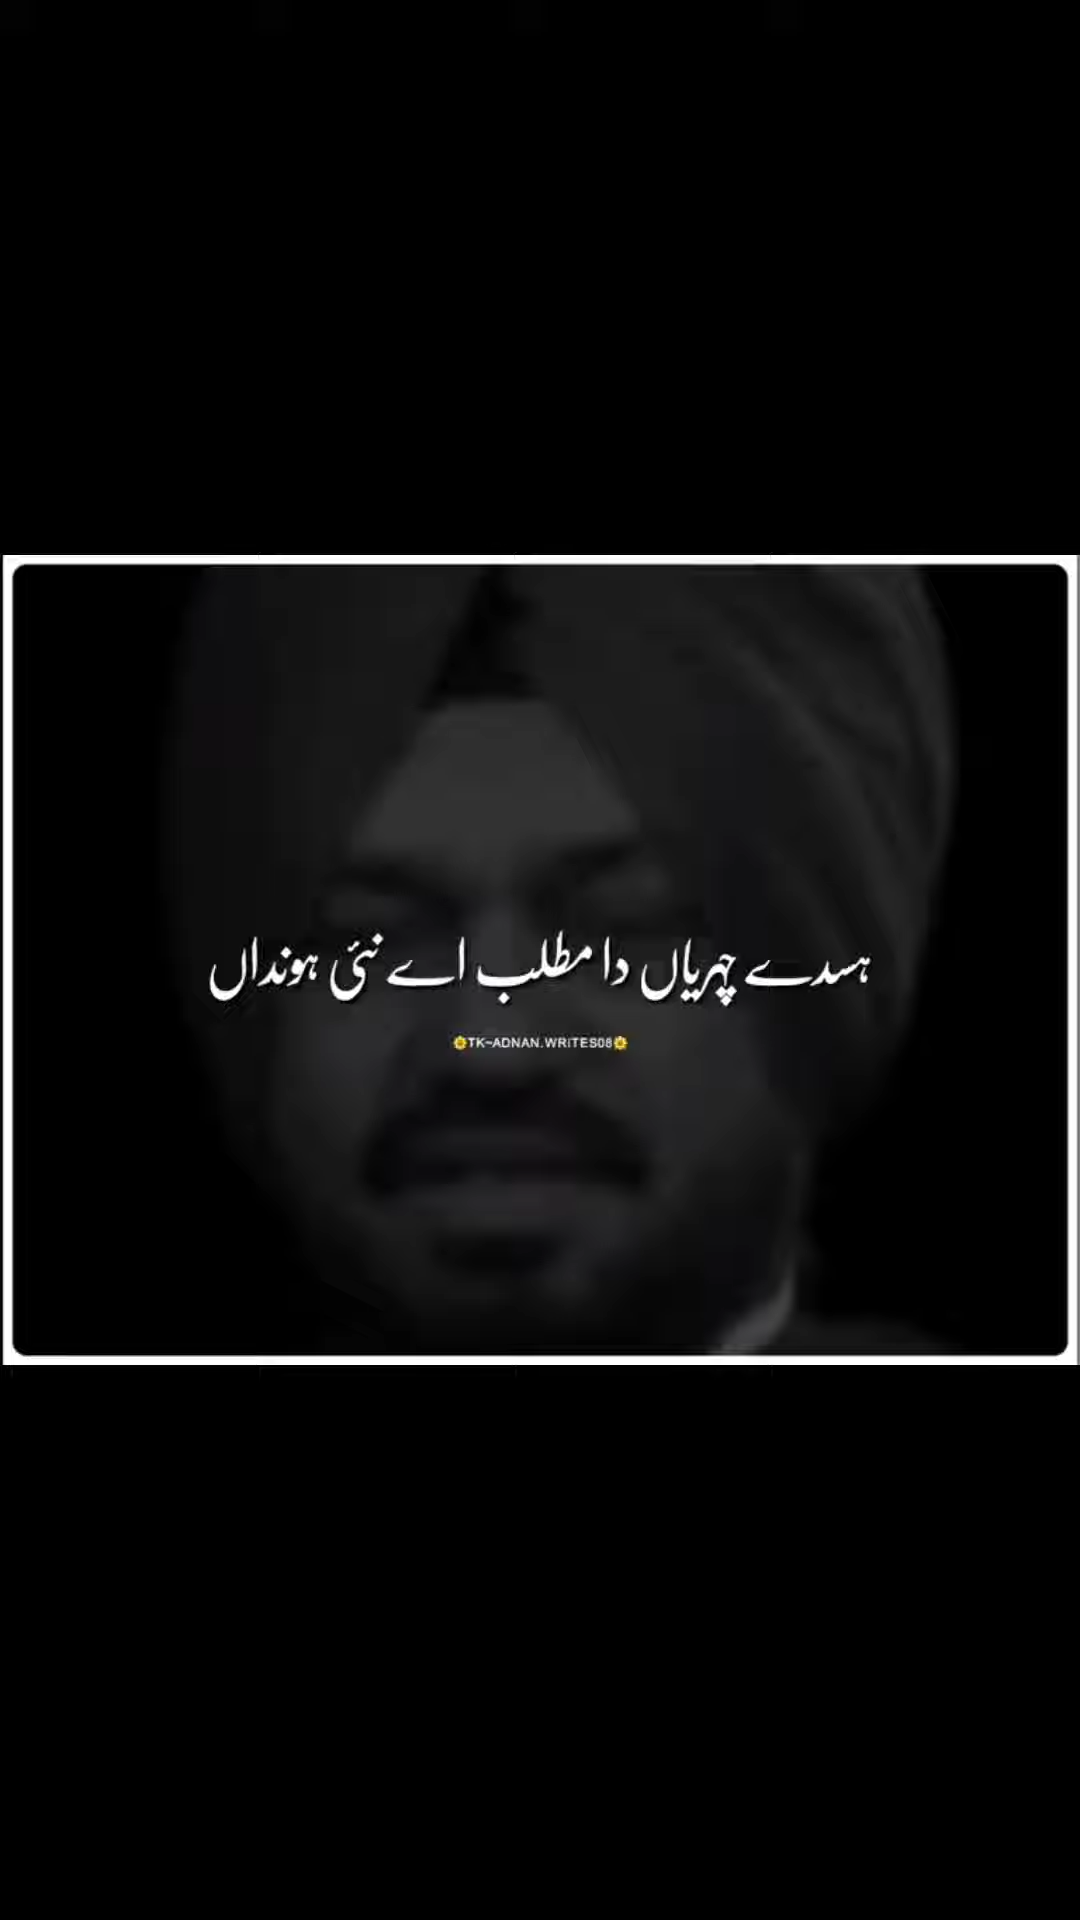 ہسدے چہریاں دا مطلب اے نئی ہونداں
TK-ADNAN.WRITES08